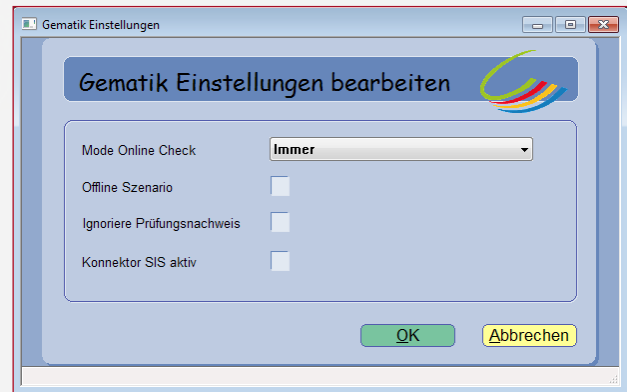 Gematik Einstellungen
Gematik Einstellungen bearbeiten
Mode Online Check
Immer
Offline Szenario
Ignoriere Prüfungsnachweis
Konnektor SIS aktiv
OK
Abbrechen